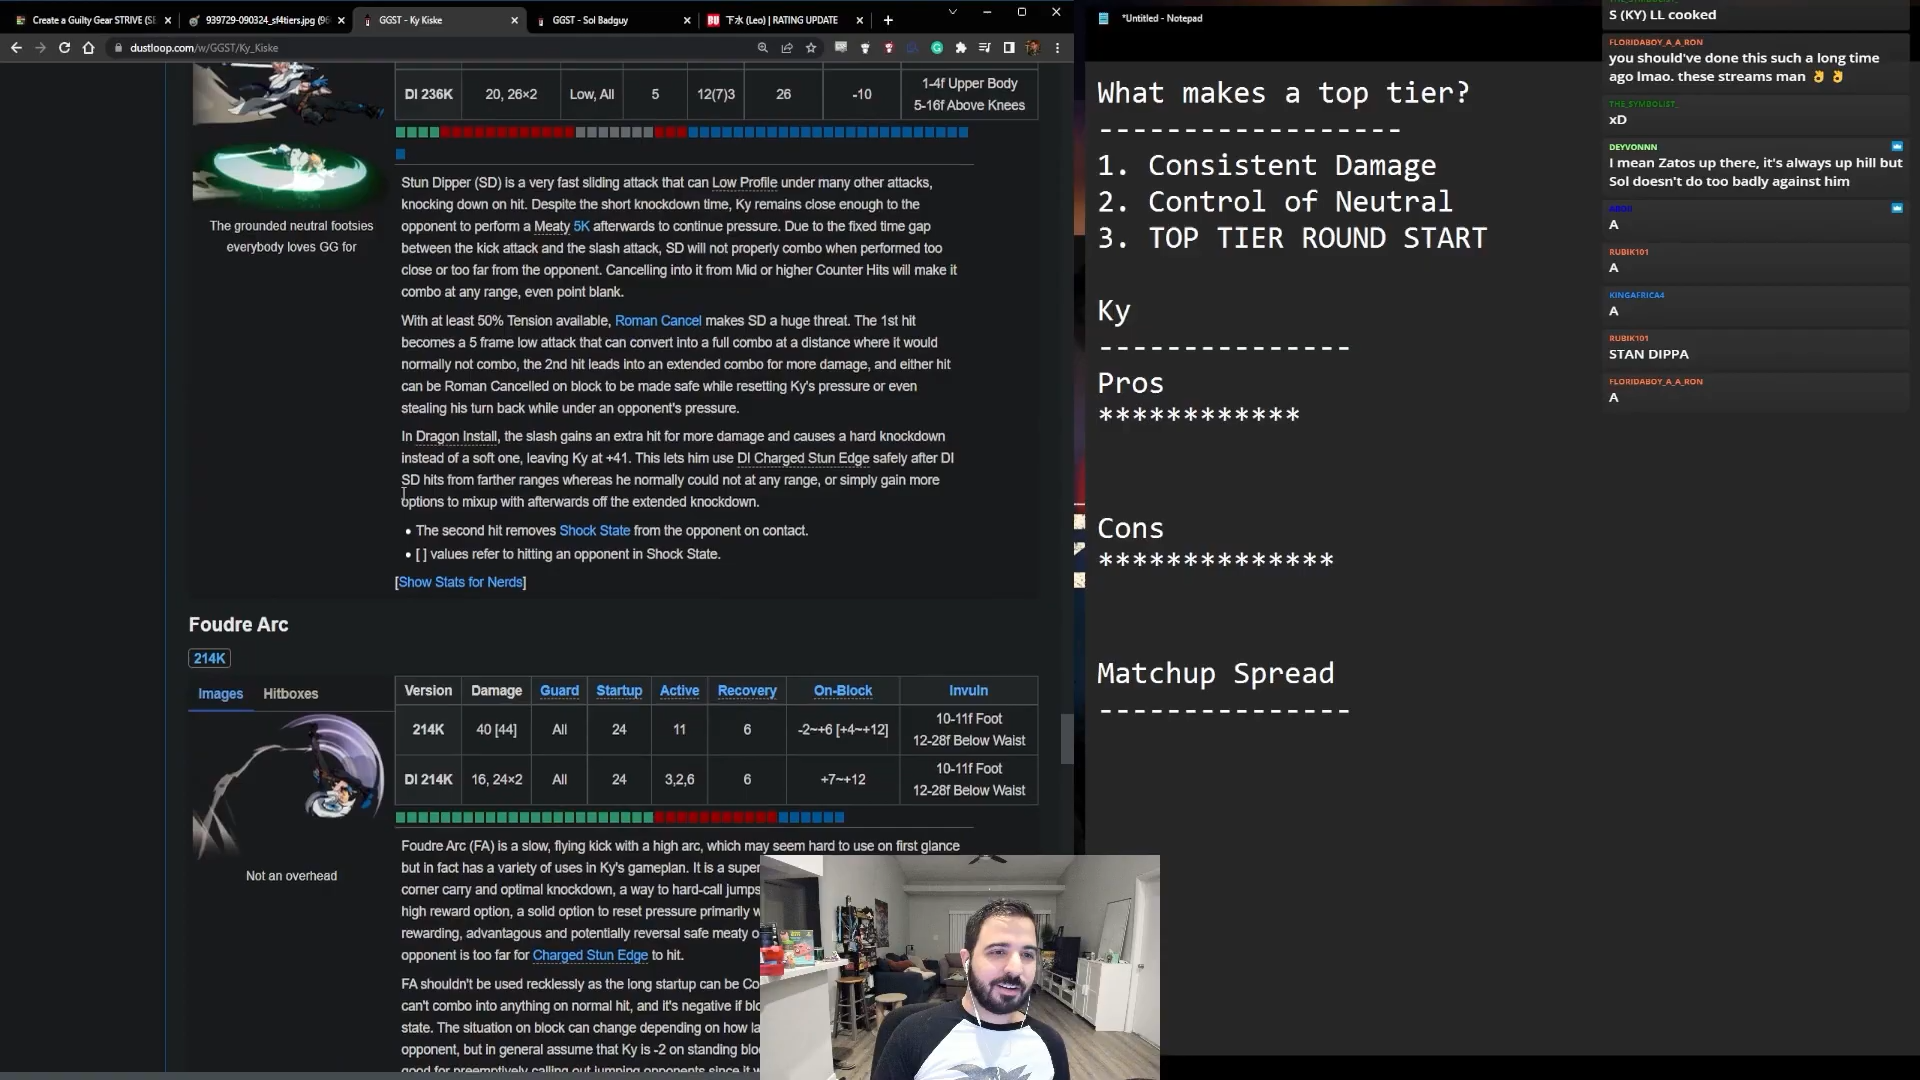 Create a Guilty Gear STRIVE (SE
939729-090324_sf4tiers.jpg (96
GGST - Ky Kiske
GGST - Sol Badguy
下水 (Leo) | RATING UPDATE
dustloop.com/w/GGST/Ky_Kiske
DI 236K 20, 26×2 Low, All 5 12(7)3 26 -10
1-4f Upper Body
5-16f Above Knees
The grounded neutral footsies
everybody loves GG for
Stun Dipper (SD) is a very fast sliding attack that can Low Profile under many other attacks,
knocking down on hit. Despite the short knockdown time, Ky remains close enough to the
opponent to perform a Meaty 5K afterwards to continue pressure. Due to the fixed time gap
between the kick attack and the slash attack, SD will not properly combo when performed too
close or too far from the opponent. Cancelling into it from Mid or higher Counter Hits will make it
combo at any range, even point blank.
With at least 50% Tension available, Roman Cancel makes SD a huge threat. The 1st hit
becomes a 5 frame low attack that can convert into a full combo at a distance where it would
normally not combo, the 2nd hit leads into an extended combo for more damage, and either hit
can be Roman Cancelled on block to be made safe while resetting Ky's pressure or even
stealing his turn back while under an opponent's pressure.
In Dragon Install, the slash gains an extra hit for more damage and causes a hard knockdown
instead of a soft one, leaving Ky at +41. This lets him use DI Charged Stun Edge safely after DI
SD hits from farther ranges whereas he normally could not at any range, or simply gain more
options to mixup with afterwards off the extended knockdown.
• The second hit removes Shock State from the opponent on contact.
• [ ] values refer to hitting an opponent in Shock State.
[Show Stats for Nerds]
Foudre Arc
214K
Images Hitboxes
Version Damage Guard Startup Active Recovery On-Block Invuln
214K 40 [44] All 24 11 6 -2~+6 [+4~+12]
10-11f Foot
12-28f Below Waist
DI 214K 16, 24×2 All 24 3,2,6 6 +7~+12
10-11f Foot
12-28f Below Waist
Not an overhead
Foudre Arc (FA) is a slow, flying kick with a high arc, which may seem hard to use on first glance
but in fact has a variety of uses in Ky's gameplan. It is a super
corner carry and optimal knockdown, a way to hard-call jumps
high reward option, a solid option to reset pressure primarily w
rewarding, advantagous and potentially reversal safe meaty o
opponent is too far for Charged Stun Edge to hit.
FA shouldn't be used recklessly as the long startup can be Co
can't combo into anything on normal hit, and it's negative if blo
state. The situation on block can change depending on how la
opponent, but in general assume that Ky is -2 on standing blo
good for preemptively calling out jumping opponents since it w
*Untitled - Notepad
What makes a top tier?
------------------
1. Consistent Damage
2. Control of Neutral
3. TOP TIER ROUND START
Ky
---------------
Pros
************
Cons
**************
Matchup Spread
---------------
S (KY) LL cooked
FLORIDABOY_A_A_RON
you should've done this such a long time
ago lmao. these streams man 👌 👌
THE_SYMBOLIST_
xD
DEYVONNN
I mean Zatos up there, it's always up hill but
Sol doesn't do too badly against him
A
RUBIK101
A
KINGAFRICA4
A
RUBIK101
STAN DIPPA
FLORIDABOY_A_A_RON
A